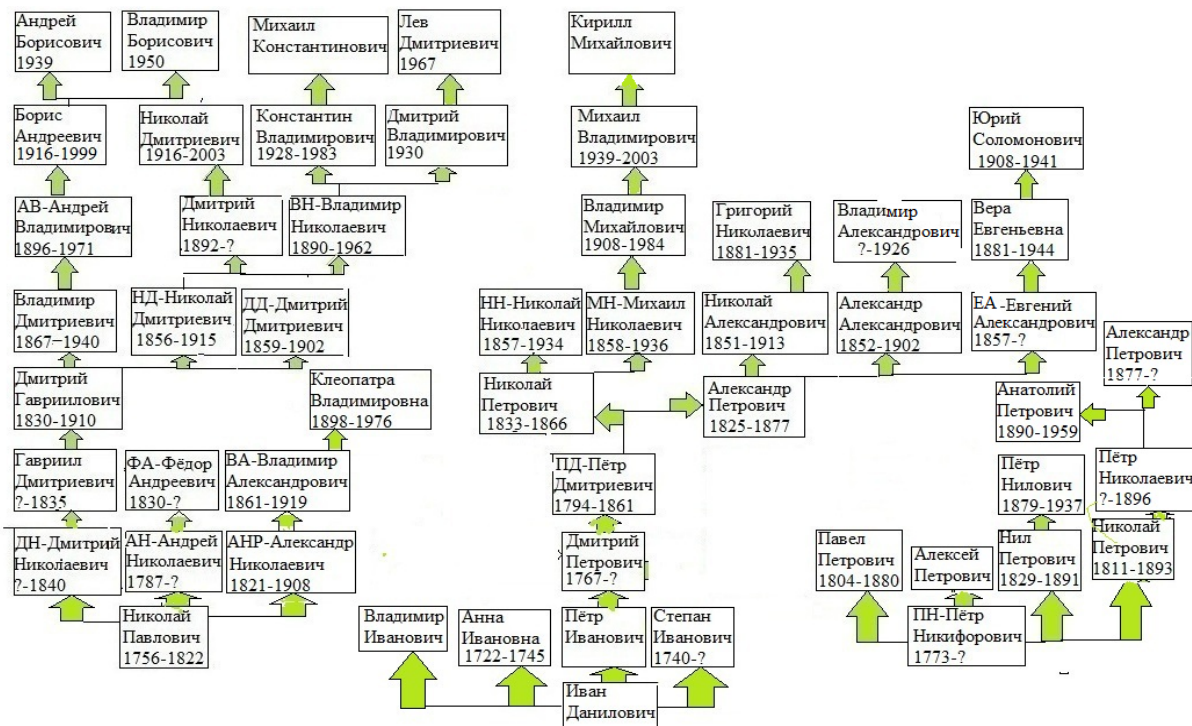 Андрей
Борисович
1939
Владимир
Борисович
1950
Михаил
Константинович
Лев
Дмитриевич
1967
Кирилл
Михайлович
Борис
Андреевич
1916-1999
Николай
Дмитриевич
1916-2003
Константин
Владимирович
1928-1983
Дмитрий
Владимирович
1930
Михаил
Владимирович
1939-2003
Юрий
Соломонович
1908-1941
АВ-Андрей
Владимирович
1896-1971
Дмитрий
Николаевич
1892-?
ВН-Владимир
Николаевич
1890-1962
Владимир
Михайлович
1908-1984
Григорий
Николаевич
1881-1935
Владимир
Александрович
?-1926
Вера
Евгеньевна
1881-1944
Владимир
Дмитриевич
1867-1940
НД-Николай
Дмитриевич
1856-1915
ДД-Дмитрий
Дмитриевич
1859-1902
НН-Николай
Николаевич
1857-1934
МН-Михаил
Николаевич
1858-1936
Николай
Александрович
1851-1913
Александр
Александрович
1852-1902
ЕА-Евгений
Александрович
1857-?
Александр
Петрович
1877-?
Дмитрий
Гавриилович
1830-1910
Клеопатра
Владимировна
1898-1976
Николай
Петрович
1833-1866
Александр
Петрович
1825-1877
Анатолий
Петрович
1890-1959
Гавриил
Дмитриевич
?-1835
ФА-Фёдор
Андреевич
1830-?
ВА-Владимир
Александрович
1861-1919
ПД-Пётр
Дмитриевич
1794-1861
Пётр
Нилович
1879-1937
Пётр
Николаевич
?-1896
ДН-Дмитрий
Николаевич
?-1840
АН-Андрей
Николаевич
1787-?
АНР-Александр
Николаевич
1821-1908
Дмитрий
Петрович
1767-?
Павел
Петрович
1804-1880
Алексей
Петрович
Нил
Петрович
1829-1891
Николай
Петрович
1811-1893
Николай
Павлович
1756-1822
Владимир
Иванович
Анна
Ивановна
1722-1745
Пётр
Иванович
Степан
Иванович
1740-?
ПН-Пётр
Никифорович
1773-?
Иван
Данилович